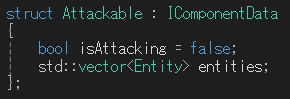 struct Attackable : IComponentData
{
    bool isAttacking = false;
    std::vector<Entity> entities;
};